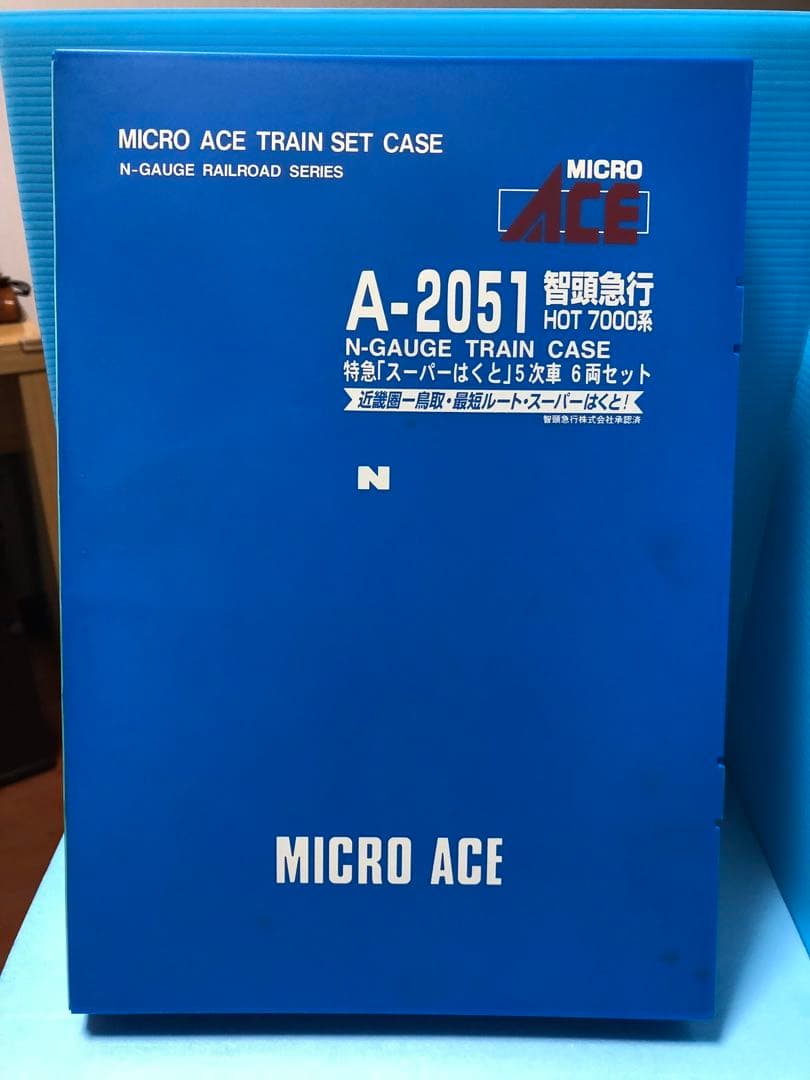 MICRO ACE TRAIN SET CASE
N-GAUGE RAILROAD SERIES
MICRO
ACE
A-2051 智頭急行
HOT 7000系
N-GAUGE TRAIN CASE
特急「スーパーはくと」5次車 6両セット
近畿圏ー鳥取・最短ルート・スーパーはくと!
智頭急行株式会社承認済
N
MICRO ACE